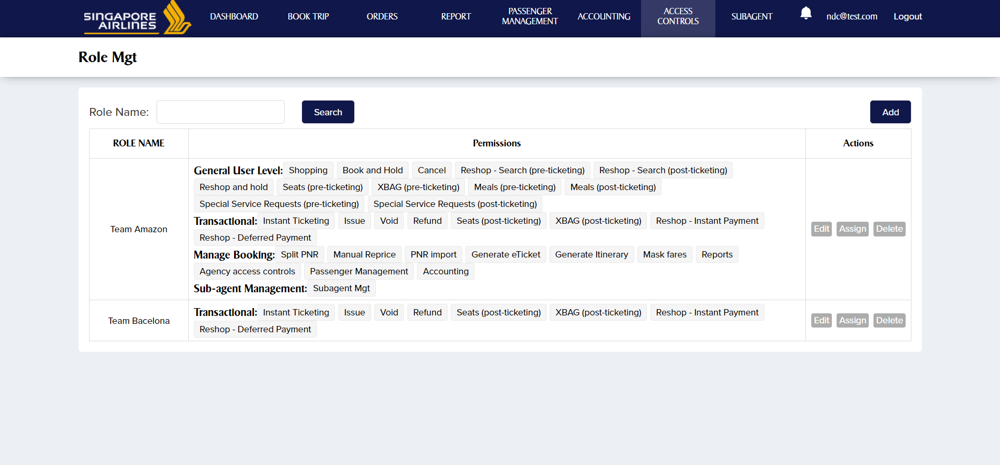 SINGAPORE
AIRLINES
DASHBOARD
BOOK TRIP
ORDERS
REPORT
PASSENGER
MANAGEMENT
ACCOUNTING
ACCESS
CONTROLS
SUBAGENT
ndc@test.com
Logout
Role Mgt
Role Name:
Search
Add
ROLE NAME Permissions Actions
Team Amazon
General User Level: Shopping Book and Hold Cancel Reshop - Search (pre-ticketing) Reshop - Search (post-ticketing)
Reshop and hold Seats (pre-ticketing) XBAG (pre-ticketing) Meals (pre-ticketing) Meals (post-ticketing)
Special Service Requests (pre-ticketing) Special Service Requests (post-ticketing)
Transactional: Instant Ticketing Issue Void Refund Seats (post-ticketing) XBAG (post-ticketing) Reshop - Instant Payment
Reshop - Deferred Payment
Manage Booking: Split PNR Manual Reprice PNR import Generate eTicket Generate Itinerary Mask fares Reports
Agency access controls Passenger Management Accounting
Sub-agent Management: Subagent Mgt
Edit Assign Delete
Team Bacelona
Transactional: Instant Ticketing Issue Void Refund Seats (post-ticketing) XBAG (post-ticketing) Reshop - Instant Payment
Reshop - Deferred Payment
Edit Assign Delete